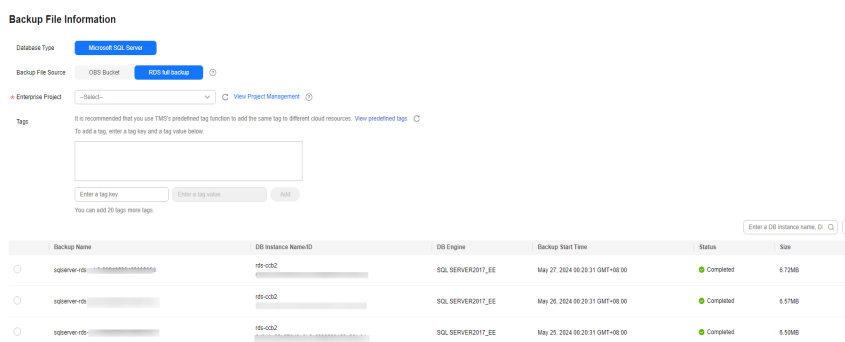 Backup File Information
Database Type Microsoft SQL Server
Backup File Source OBS Bucket RDS full backup
* Enterprise Project --Select-- View Project Management
Tags It is recommended that you use TMS's predefined tag function to add the same tag to different cloud resources. View predefined tags
To add a tag, enter a tag key and a tag value below.
Enter a tag key Enter a tag value Add
You can add 20 tags more tags.
Enter a DB instance name, DI
Backup Name DB Instance Name/ID DB Engine Backup Start Time Status Size
sqlserver-rds rds-ccb2 SQL SERVER2017_EE May 27, 2024 00:20:31 GMT+08:00 Completed 6.72MB
sqlserver-rds rds-ccb2 SQL SERVER2017_EE May 26, 2024 00:20:31 GMT+08:00 Completed 6.57MB
sqlserver-rds- rds-ccb2 SQL SERVER2017_EE May 25, 2024 00:20:31 GMT+08:00 Completed 6.50MB